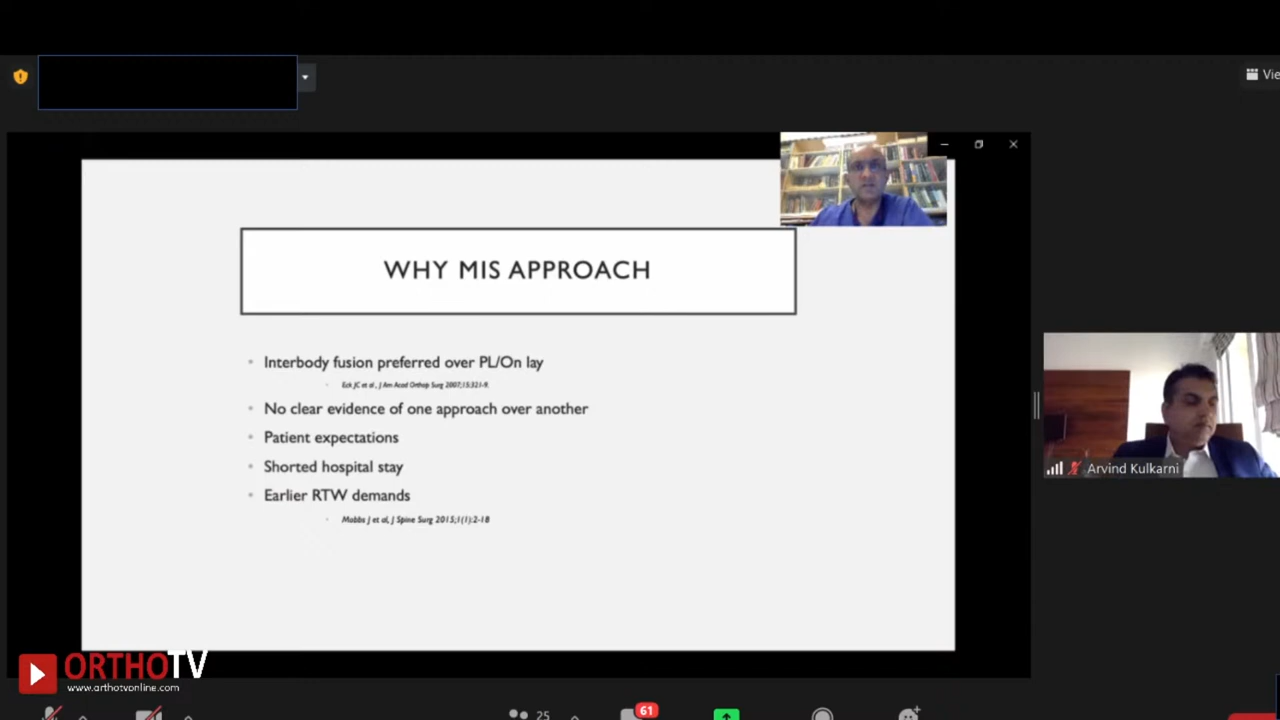 Vie
WHY MIS APPROACH
Interbody fusion preferred over PL/On lay
Eck JC et al., J Am Acad Orthop Surg 2007;15:321-9.
No clear evidence of one approach over another
Patient expectations
Shorted hospital stay
Earlier RTW demands
Mobbs J et al, J Spine Surg 2015;1(1):2-18
Arvind Kulkarni
ORTHOTV
www.orthotvonline.com
25
61